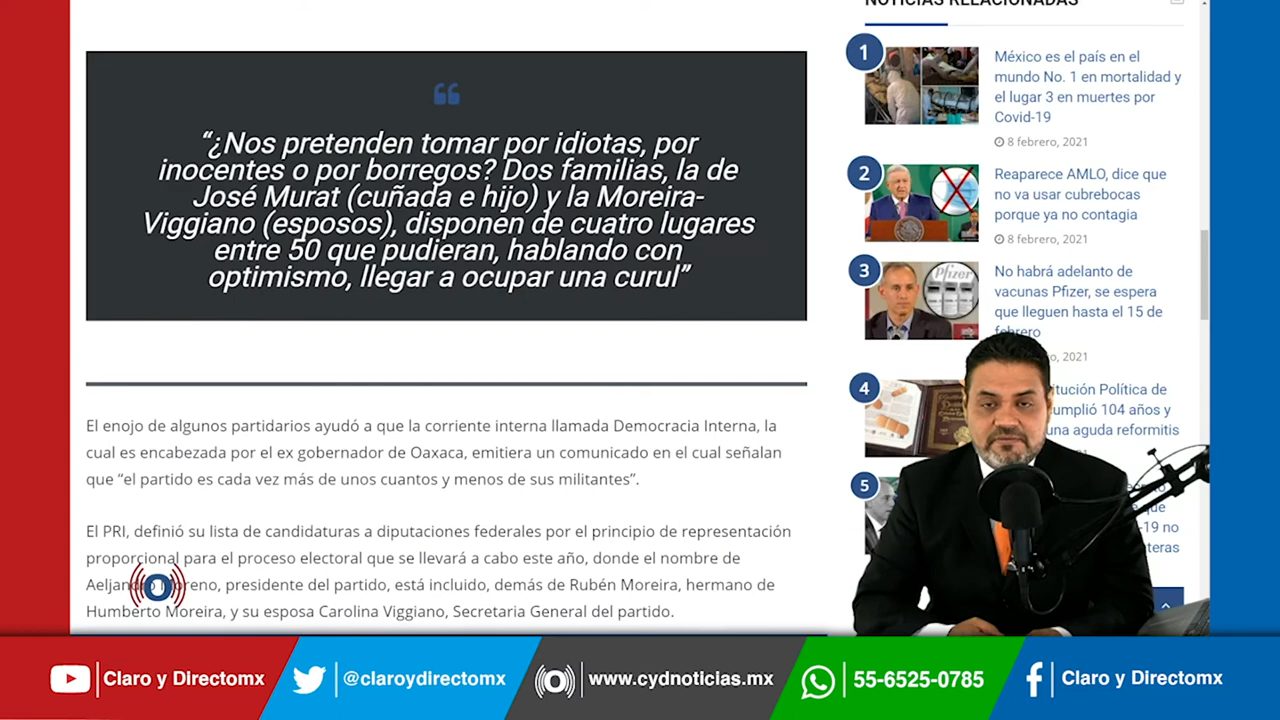 “¿Nos pretenden tomar por idiotas, por
inocentes o por borregos? Dos familias, la de
José Murat (cuñada e hijo) y la Moreira-
Viggiano (esposos), disponen de cuatro lugares
entre 50 que pudieran, hablando con
optimismo, llegar a ocupar una curul”
El enojo de algunos partidarios ayudó a que la corriente interna llamada Democracia Interna, la
cual es encabezada por el ex gobernador de Oaxaca, emitiera un comunicado en el cual señalan
que “el partido es cada vez más de unos cuantos y menos de sus militantes”.
El PRI, definió su lista de candidaturas a diputaciones federales por el principio de representación
proporcional para el proceso electoral que se llevará a cabo este año, donde el nombre de
presidente del partido, está incluido, demás de Rubén Moreira, hermano de
Humberto Moreira, y su esposa Carolina Viggiano, Secretaria General del partido.
NOTICIAS RELACIONADAS
1
México es el país en el
mundo No. 1 en mortalidad y
el lugar 3 en muertes por
Covid-19
8 febrero, 2021
2
Reaparece AMLO, dice que
no va usar cubrebocas
porque ya no contagia
8 febrero, 2021
3
Pfizer
No habrá adelanto de
vacunas Pfizer, se espera
que lleguen hasta el 15 de
febrero
2021
4
Política de
104 años y
una aguda reformitis
5
que
-19 no
Claro y Directomx
@claroydirectomx
www.cydnoticias.mx
55-6525-0785
Claro y Directomx